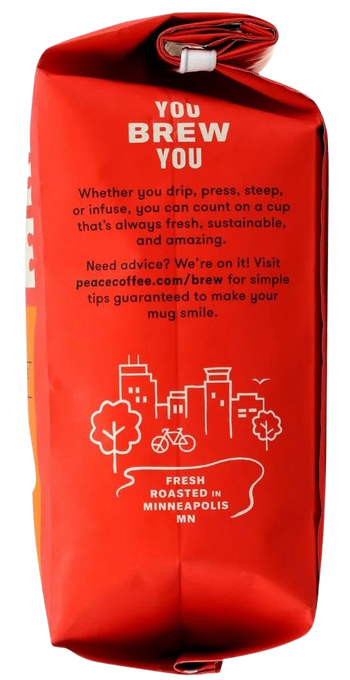 YOU
BREW
YOU
Whether you drip, press, steep,
or infuse, you can count on a cup
that's always fresh, sustainable,
and amazing.
Need advice? We're on it! Visit
peacecoffee.com/brew for simple
tips guaranteed to make your
mug smile.
FRESH
ROASTED IN
MINNEAPOLIS
MN